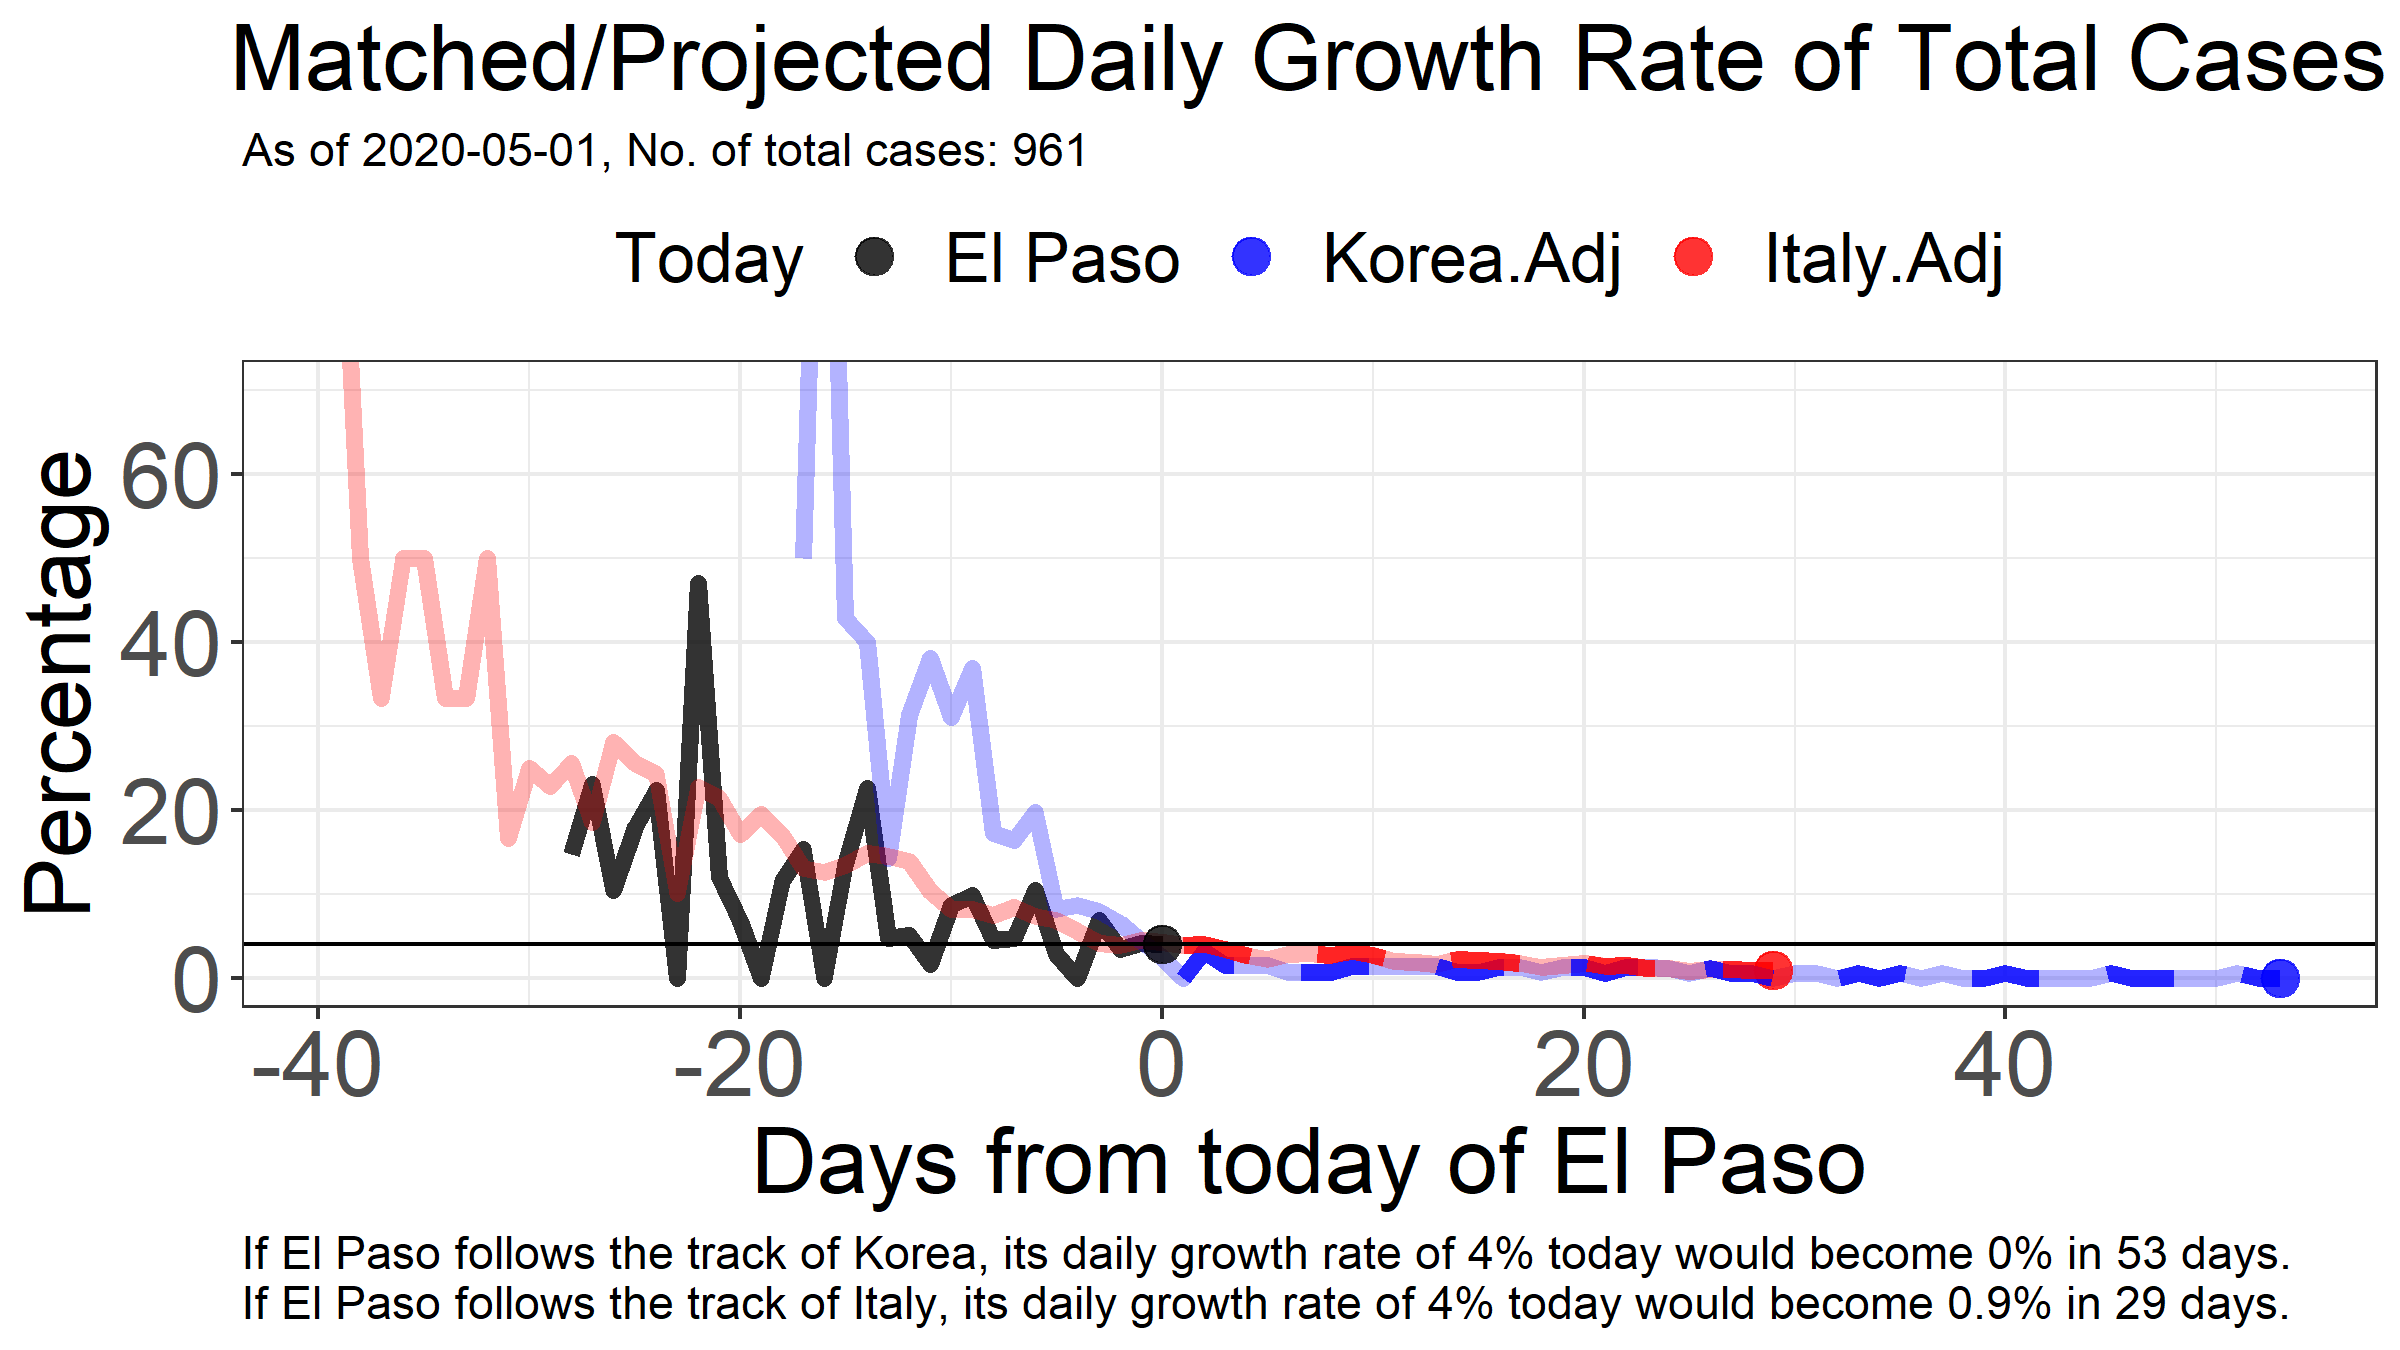 Matched/Projected Daily Growth Rate of Total Cases
As of 2020-05-01, No. of total cases: 961
Today El Paso Korea.Adj Italy.Adj
Percentage
60
40
20
0
-40 -20 0 20 40
Days from today of El Paso
If El Paso follows the track of Korea, its daily growth rate of 4% today would become 0% in 53 days.
If El Paso follows the track of Italy, its daily growth rate of 4% today would become 0.9% in 29 days.